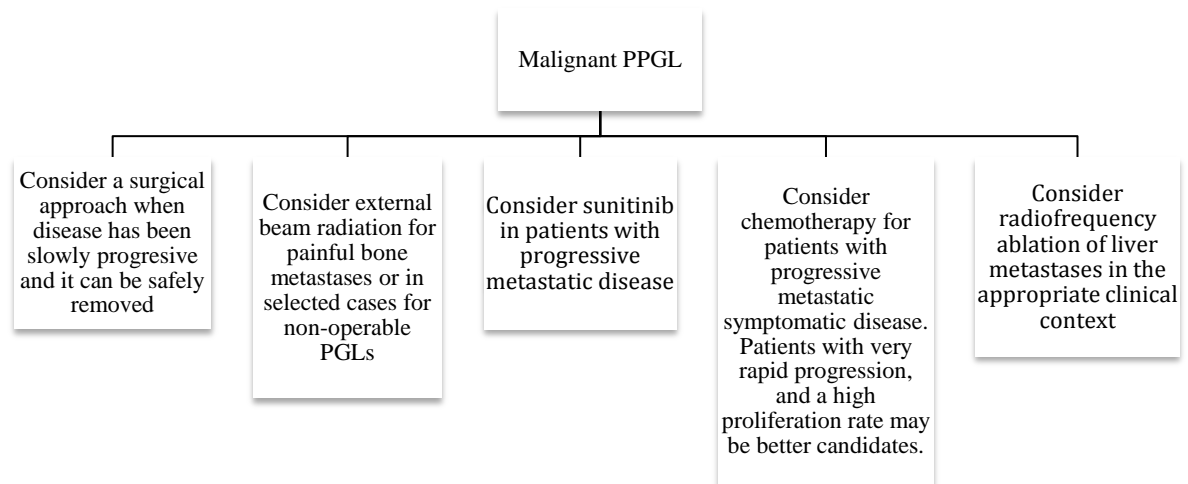 Malignant PPGL
Consider a surgical
approach when
disease has been
slowly progresive
and it can be safely
removed
Consider external
beam radiation for
painful bone
metastases or in
selected cases for
non-operable
PGLs
Consider sunitinib
in patients with
progressive
metastatic disease
Consider
chemotherapy for
patients with
progressive
metastatic
symptomatic disease.
Patients with very
rapid progression,
and a high
proliferation rate may
be better candidates.
Consider
radiofrequency
ablation of liver
metastases in the
appropriate clinical
context